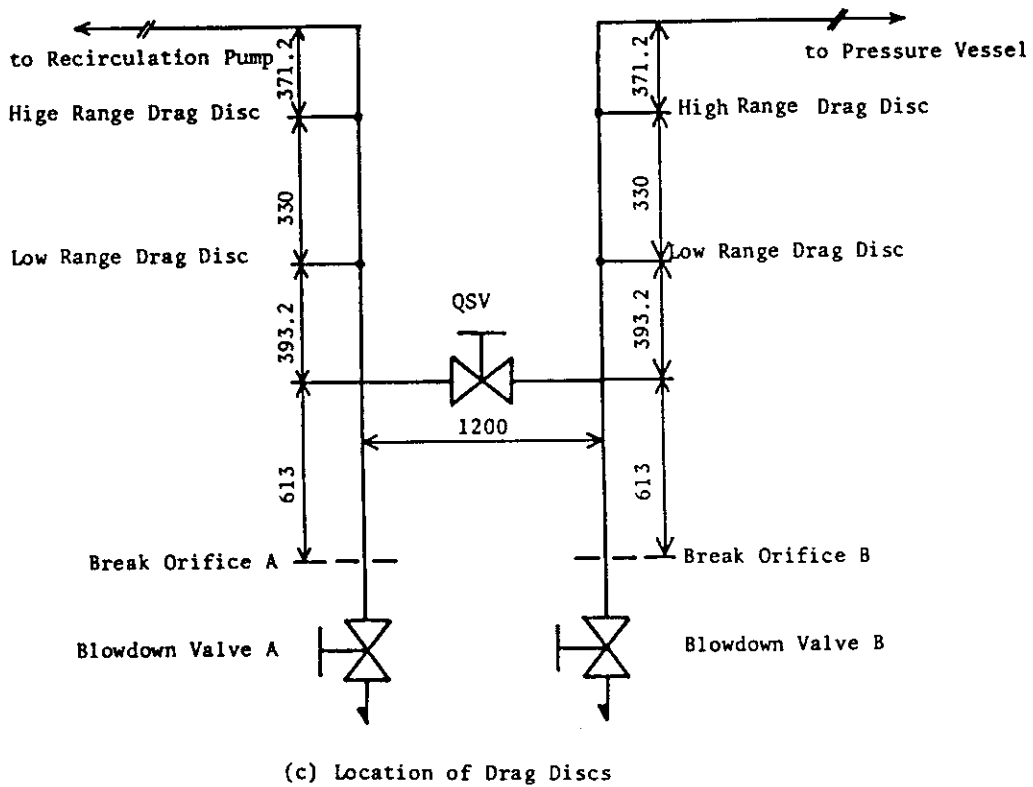 to Recirculation Pump
to Pressure Vessel
371.2
371.2
Hige Range Drag Disc
High Range Drag Disc
330
330
Low Range Drag Disc
Low Range Drag Disc
QSV
393.2
393.2
1200
613
613
Break Orifice A
Break Orifice B
Blowdown Valve A
Blowdown Valve B
(c) Location of Drag Discs